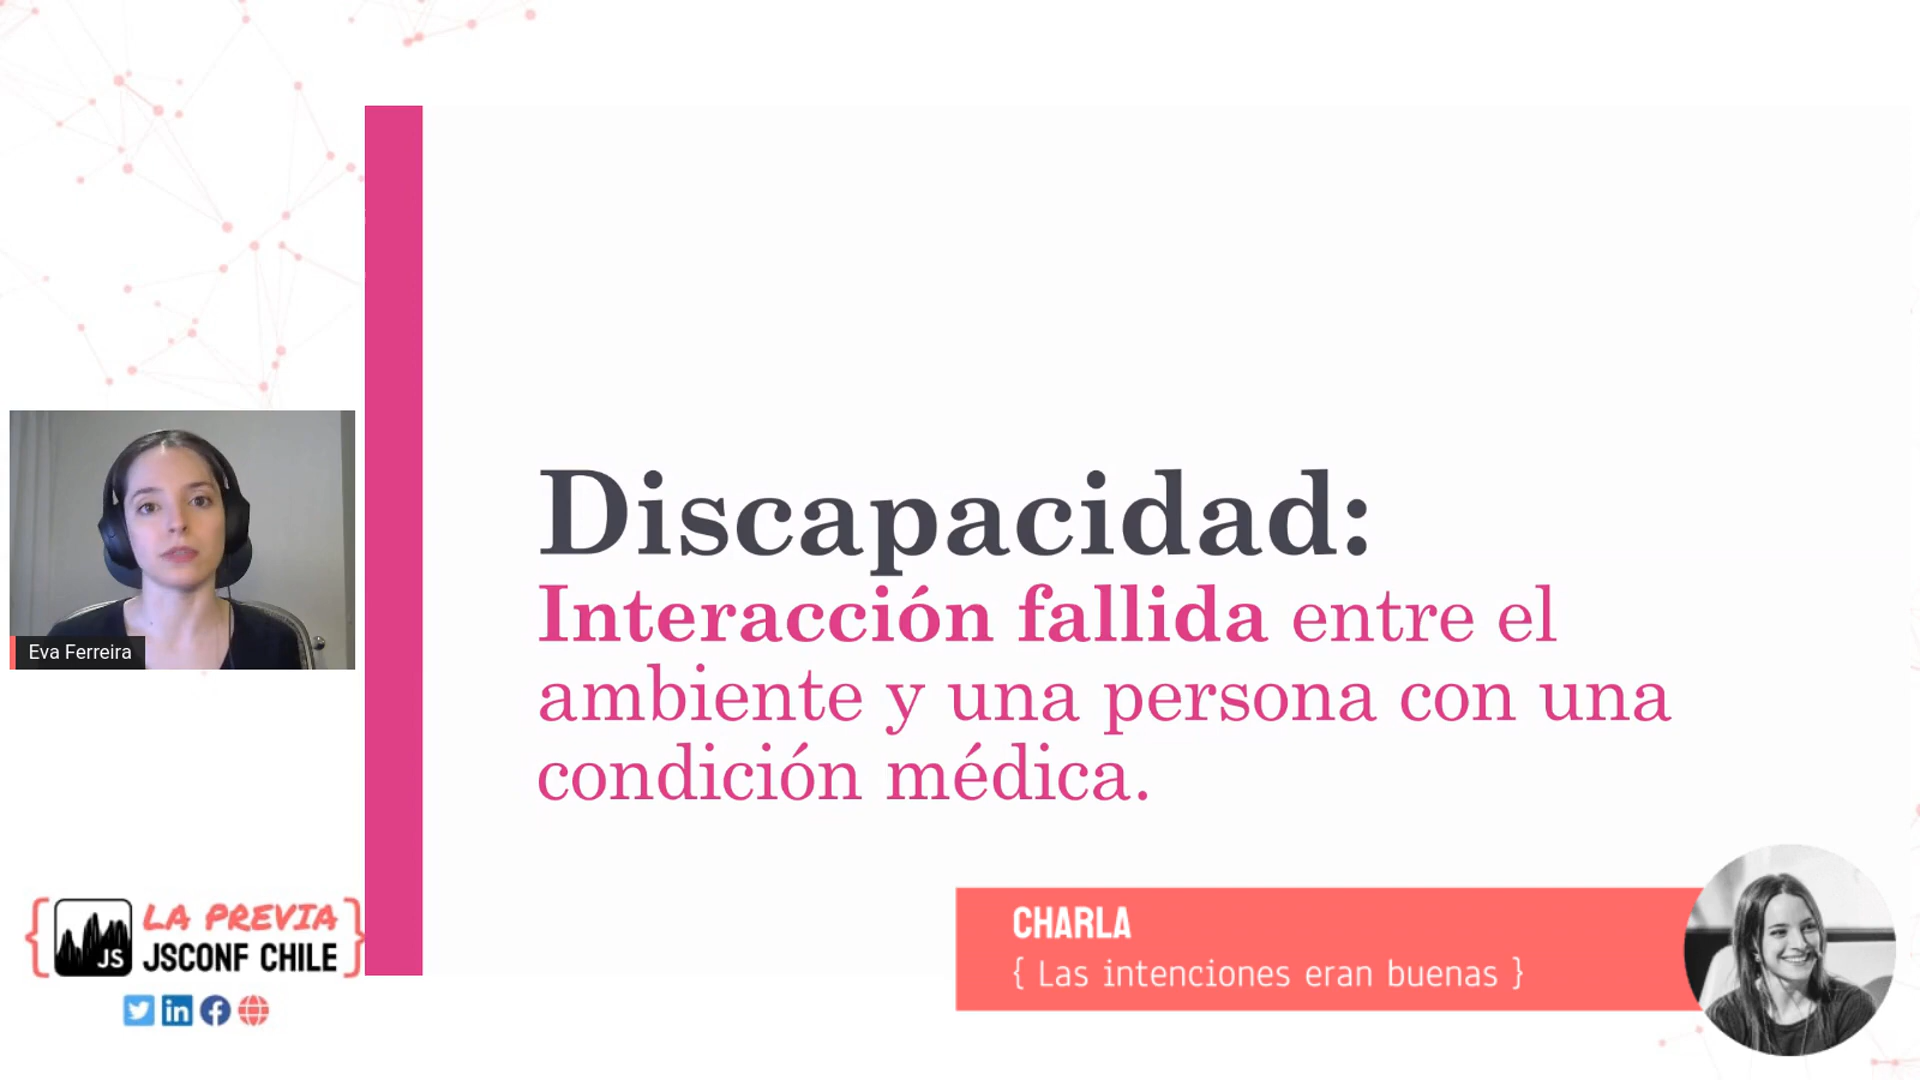 Discapacidad:
Interacción fallida entre el
ambiente y una persona con una
condición médica.
Eva Ferreira
{ LA PREVIA }
JS
JSCONF CHILE
CHARLA
{ Las intenciones eran buenas }